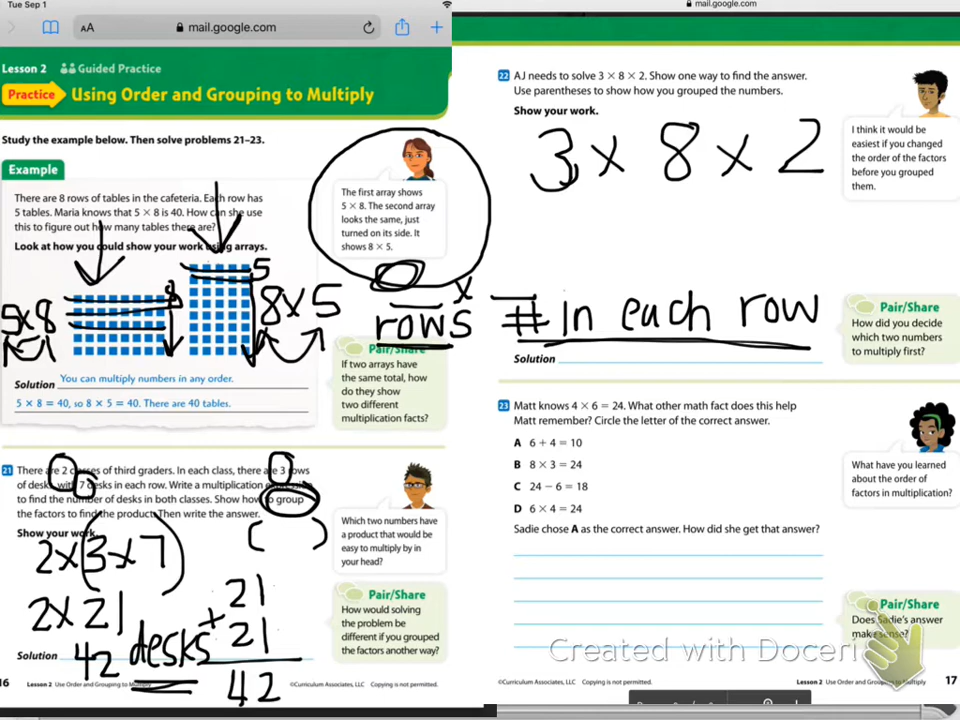 Tue Sep 1
AA
mail.google.com
mail.google.com
Lesson 2 Guided Practice
Practice Using Order and Grouping to Multiply
Study the example below. Then solve problems 21–23.
Example
There are 8 rows of tables in the cafeteria. Each row has
5 tables. Maria knows that 5 × 8 is 40. How can she use
this to figure out how many tables there are?
Look at how you could show your work using arrays.
5x8
8
5
8x5
Solution You can multiply numbers in any order.
5 × 8 = 40, so 8 × 5 = 40. There are 40 tables.
The first array shows
5 × 8. The second array
looks the same, just
turned on its side. It
shows 8 × 5.
x
rows # in each row
Pair/Share
If two arrays have
the same total, how
do they show
two different
multiplication facts?
21 There are 2 classes of third graders. In each class, there are 3 rows
of desks with 7 desks in each row. Write a multiplication expression
to find the number of desks in both classes. Show how to group
the factors to find the product. Then write the answer.
Show your work.
2x(3x7)
( )
2x21
42 desks
21
+ 21
42
Solution
Which two numbers have
a product that would be
easy to multiply by in
your head?
Pair/Share
How would solving
the problem be
different if you grouped
the factors another way?
16 Lesson 2 Use Order and Grouping to Multiply
©Curriculum Associates, LLC Copying is not permitted.
22 AJ needs to solve 3 × 8 × 2. Show one way to find the answer.
Use parentheses to show how you grouped the numbers.
Show your work.
3 x 8 x 2
I think it would be
easiest if you changed
the order of the factors
before you grouped
them.
Solution
Pair/Share
How did you decide
which two numbers
to multiply first?
23 Matt knows 4 × 6 = 24. What other math fact does this help
Matt remember? Circle the letter of the correct answer.
A 6 + 4 = 10
B 8 × 3 = 24
C 24 − 6 = 18
D 6 × 4 = 24
Sadie chose A as the correct answer. How did she get that answer?
What have you learned
about the order of
factors in multiplication?
Pair/Share
Does Sadie's answer
make sense?
Created with Doceri
©Curriculum Associates, LLC Copying is not permitted.
Lesson 2 Use Order and Grouping to Multiply 17